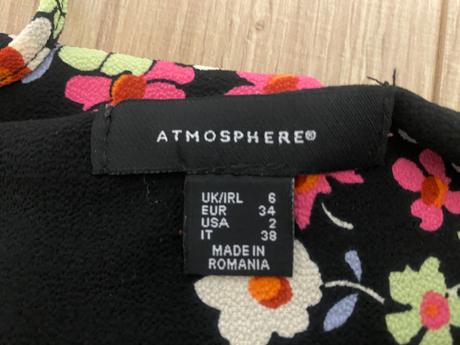 ATMOSPHERE®
UK/IRL 6
EUR 34
USA 2
IT 38
MADE IN
ROMANIA